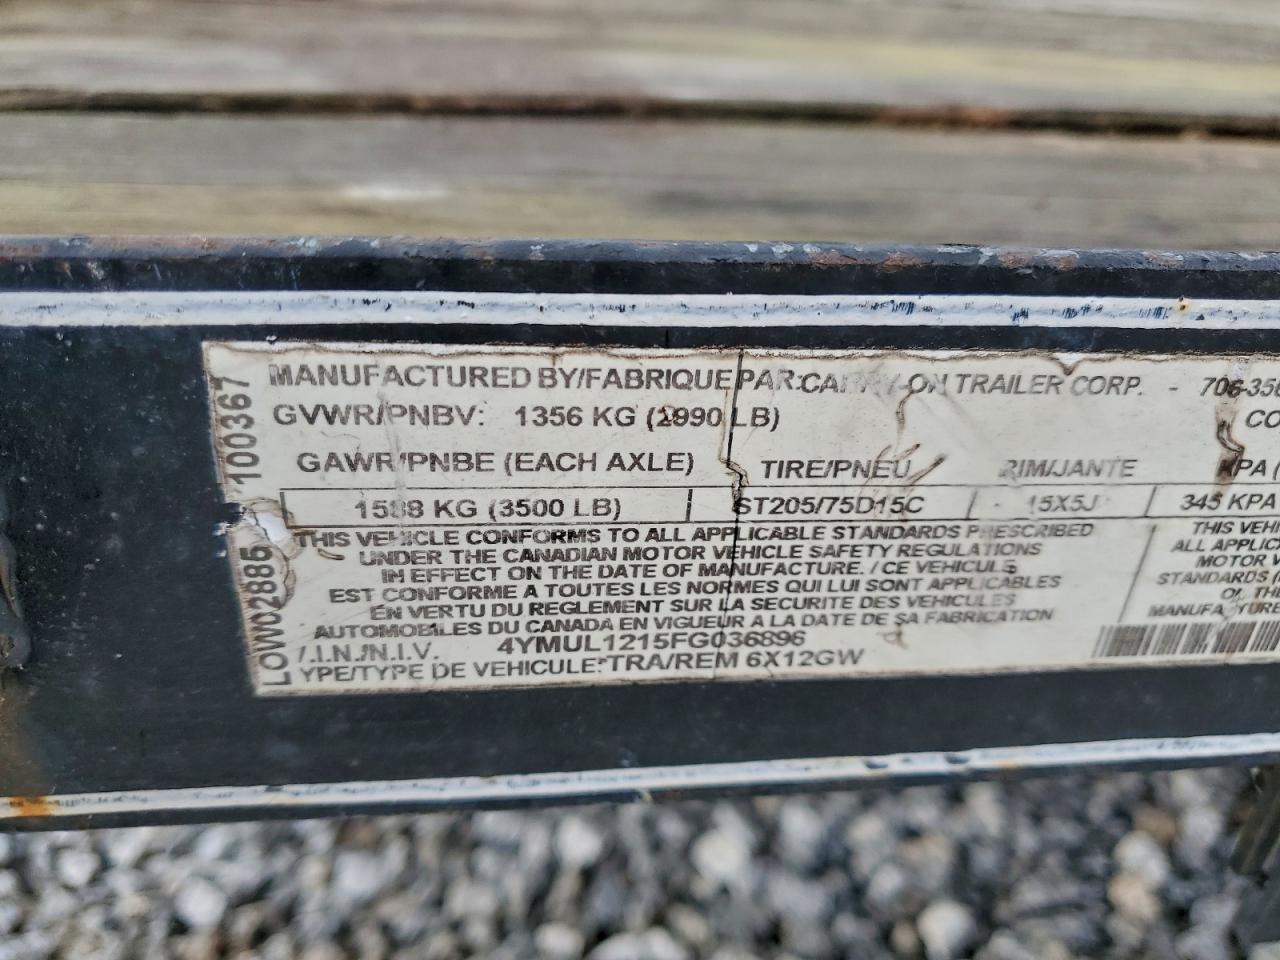 MANUFACTURED BY/FABRIQUE PAR: CARRY-ON TRAILER CORP. - 706-356
GVWR/PNBV: 1356 KG (2990 LB) CO
GAWR/PNBE (EACH AXLE) TIRE/PNEU RIM/JANTE KPA (
1588 KG (3500 LB) ST205/75D15C 15X5J 345 KPA
THIS VEHICLE CONFORMS TO ALL APPLICABLE STANDARDS PRESCRIBED
UNDER THE CANADIAN MOTOR VEHICLE SAFETY REGULATIONS
IN EFFECT ON THE DATE OF MANUFACTURE. / CE VEHICULE
EST CONFORME A TOUTES LES NORMES QUI LUI SONT APPLICABLES
EN VERTU DU REGLEMENT SUR LA SECURITE DES VEHICULES
AUTOMOBILES DU CANADA EN VIGUEUR A LA DATE DE SA FABRICATION
V.I.N./N.I.V. 4YMUL1215FG036896
TYPE/TYPE DE VEHICULE: TRA/REM 6X12GW
THIS VEHI
ALL APPLIC
MOTOR V
STANDARDS (
THE
MANUFACTURE
LOW02885 100367